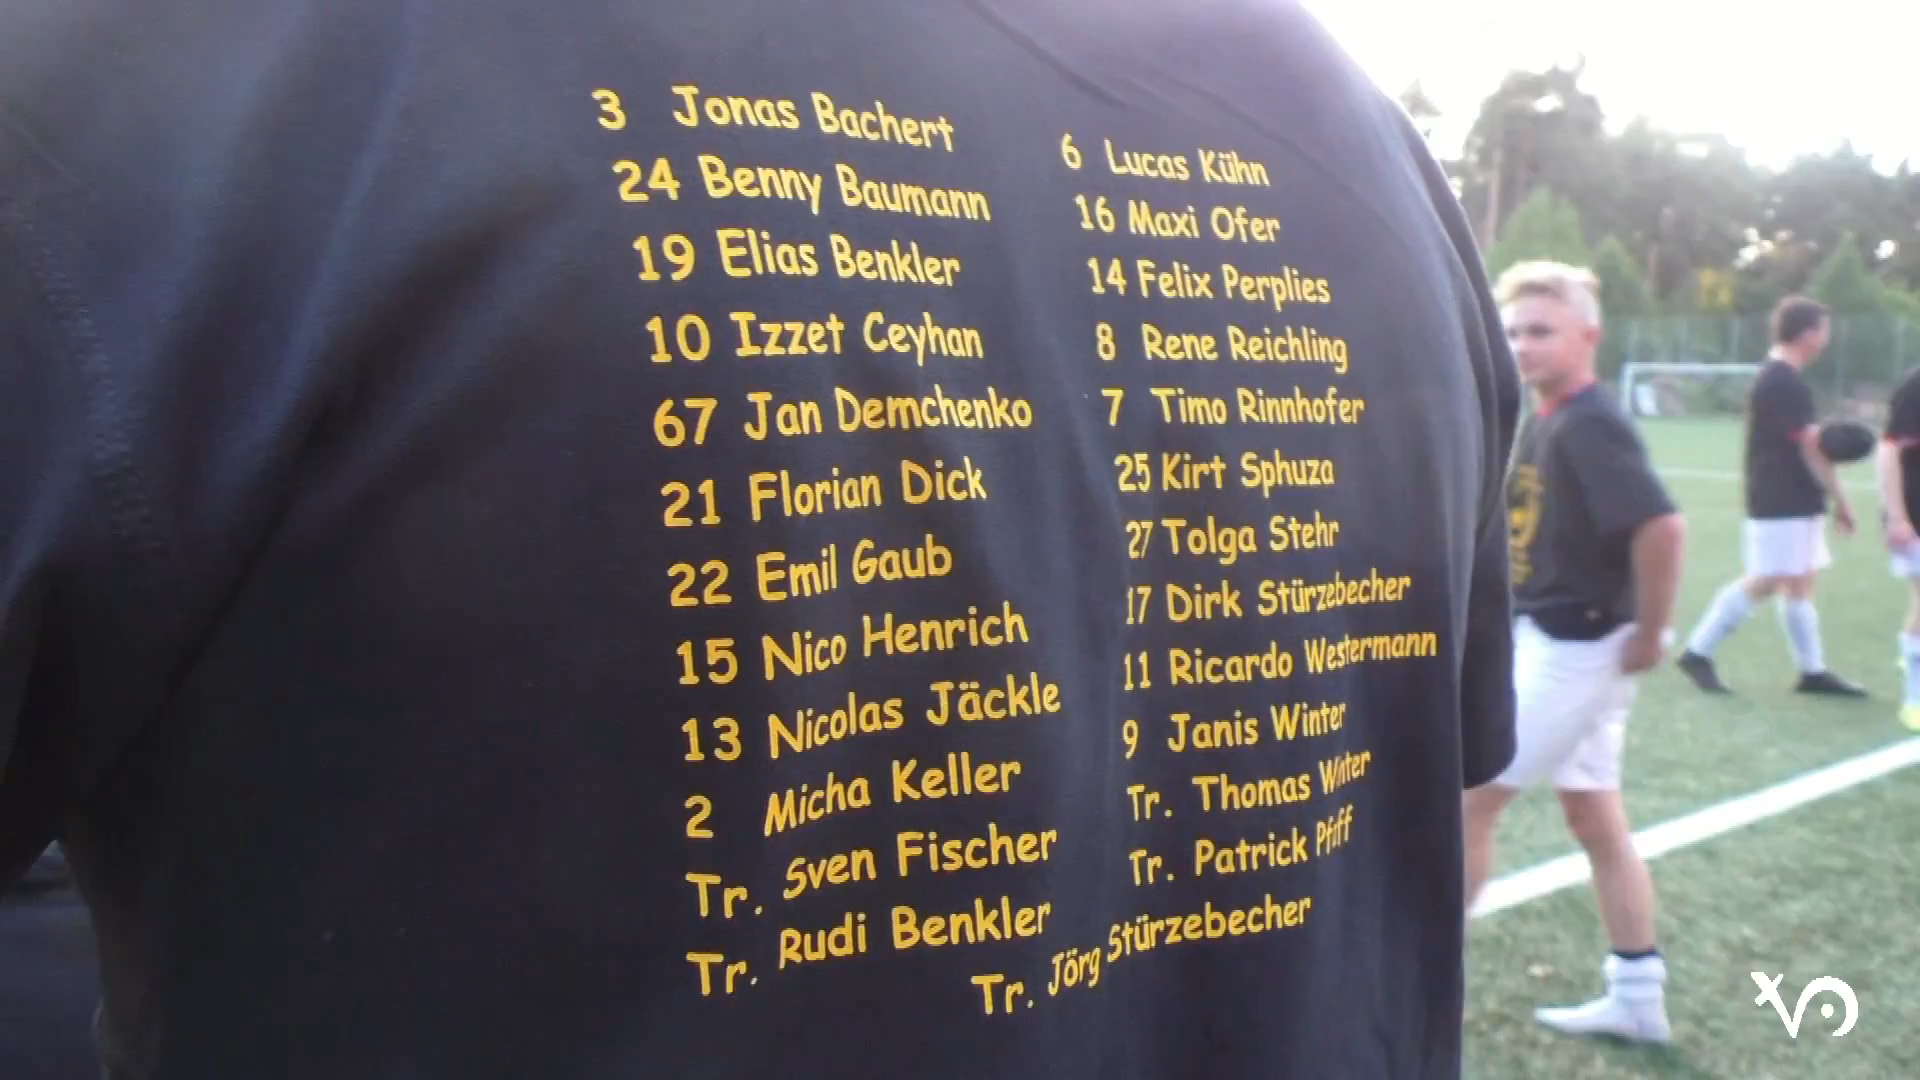 3 Jonas Bachert
24 Benny Baumann
19 Elias Benkler
10 Izzet Ceyhan
67 Jan Demchenko
21 Florian Dick
22 Emil Gaub
15 Nico Henrich
13 Nicolas Jäckle
2 Micha Keller
Tr. Sven Fischer
Tr. Rudi Benkler
6 Lucas Kühn
16 Maxi Ofer
14 Felix Perplies
8 Rene Reichling
7 Timo Rinnhofer
25 Kirt Sphuza
27 Tolga Stehr
17 Dirk Stürzebecher
11 Ricardo Westermann
9 Janis Winter
Tr. Thomas Winter
Tr. Patrick
Tr. Jörg Stürzebecher